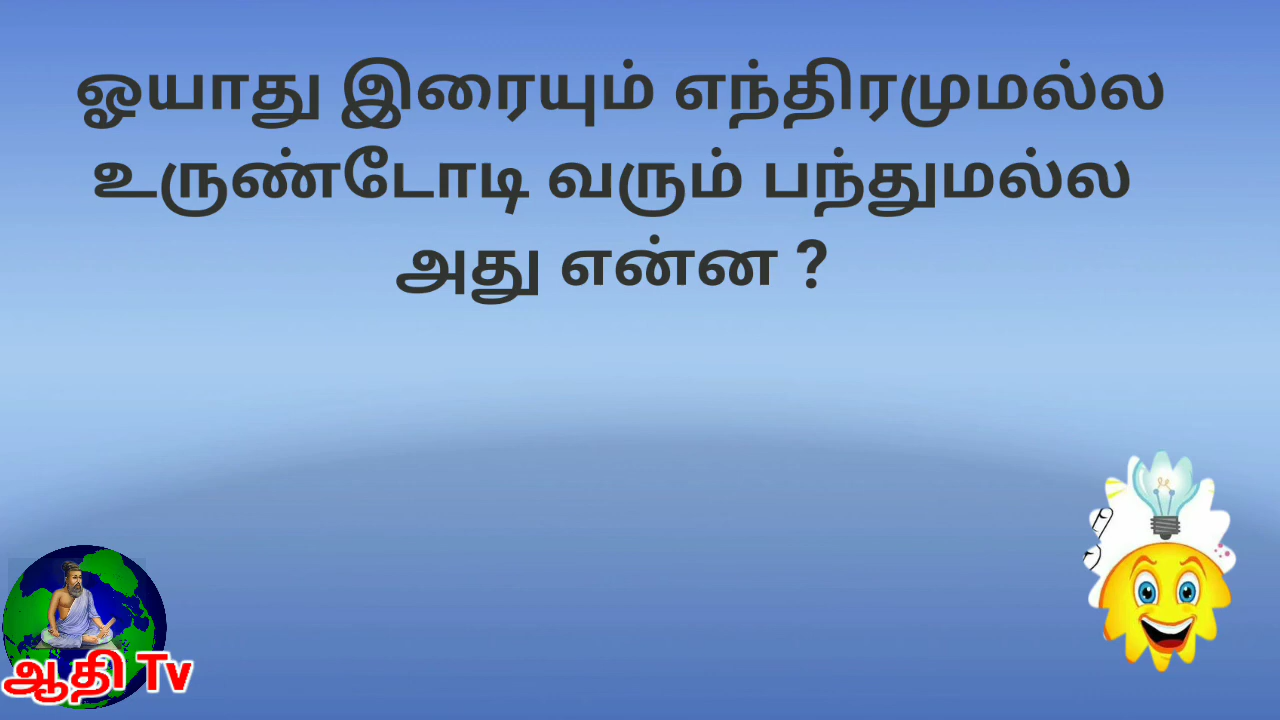 ஓயாது இரையும் எந்திரமுமல்ல
உருண்டோடி வரும் பந்துமல்ல
அது என்ன ?
ஆதி Tv